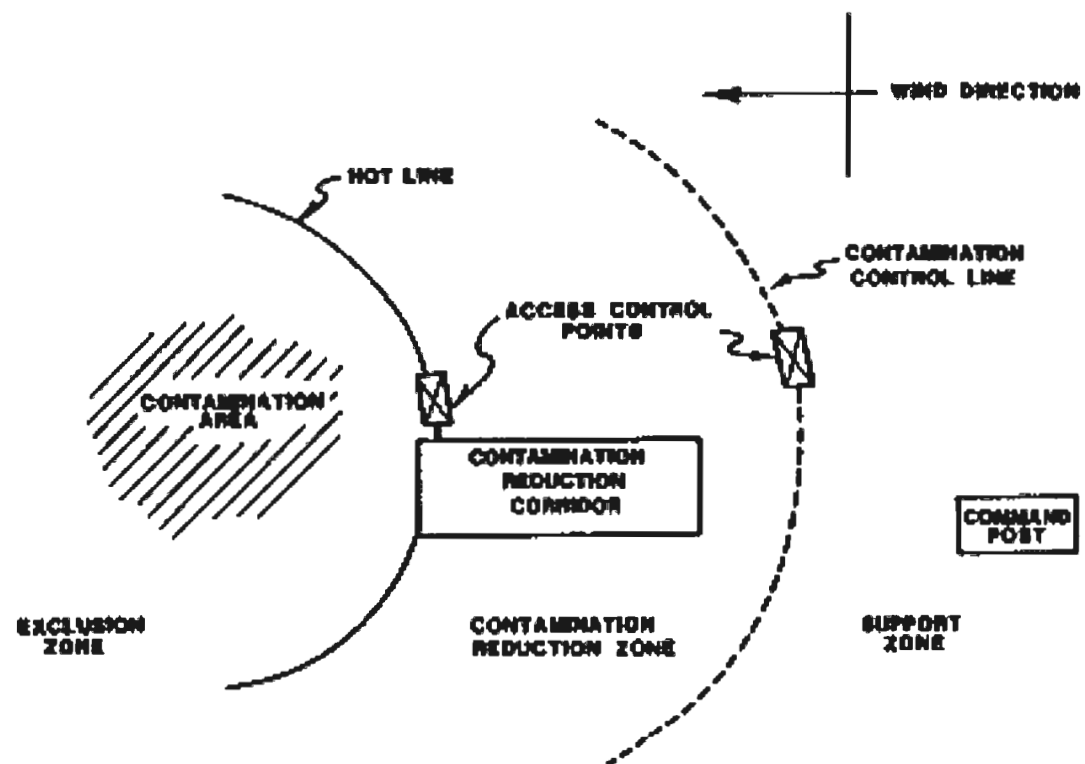 WIND DIRECTION
HOT LINE
CONTAMINATION
CONTROL LINE
ACCESS CONTROL
POINTS
CONTAMINATION
AREA
CONTAMINATION
REDUCTION
CORRIDOR
COMMAND
POST
EXCLUSION
ZONE
CONTAMINATION
REDUCTION ZONE
SUPPORT
ZONE